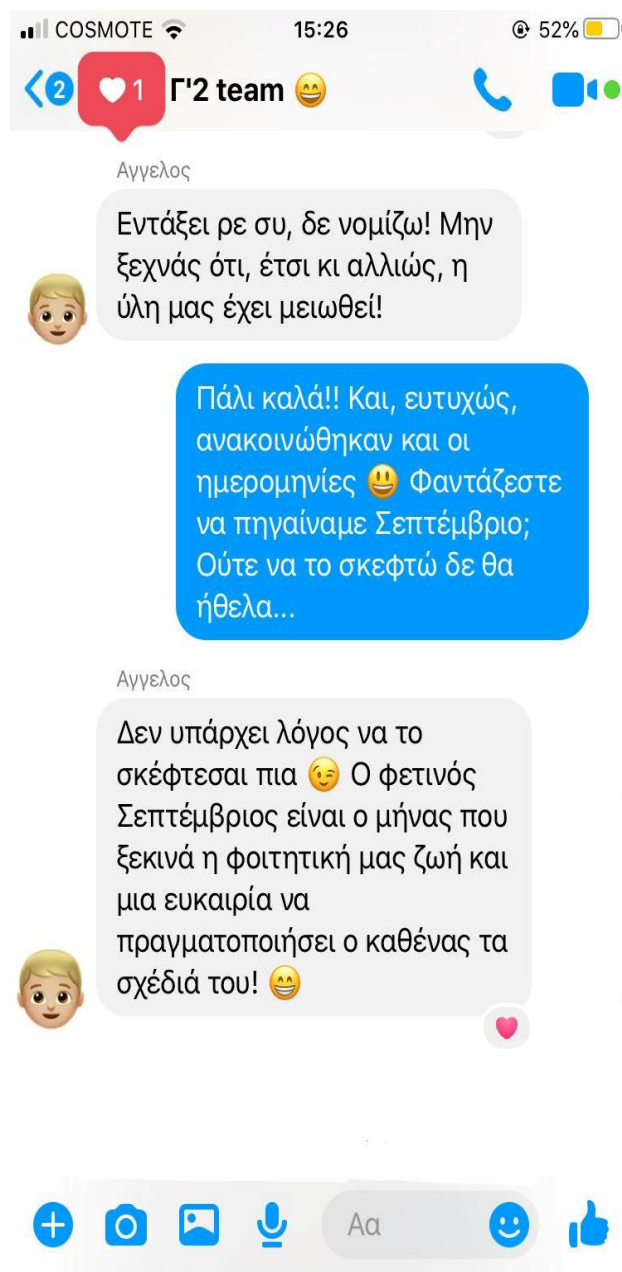 COSMOTE 15:26 52%
2 1 Γ'2 team 😄
Αγγελος
Εντάξει ρε συ, δε νομίζω! Μην
ξεχνάς ότι, έτσι κι αλλιώς, η
ύλη μας έχει μειωθεί!
Πάλι καλά!! Και, ευτυχώς,
ανακοινώθηκαν και οι
ημερομηνίες 😃 Φαντάζεστε
να πηγαίναμε Σεπτέμβριο;
Ούτε να το σκεφτώ δε θα
ήθελα...
Αγγελος
Δεν υπάρχει λόγος να το
σκέφτεσαι πια 😉 Ο φετινός
Σεπτέμβριος είναι ο μήνας που
ξεκινά η φοιτητική μας ζωή και
μια ευκαιρία να
πραγματοποιήσει ο καθένας τα
σχέδιά του! 😁
Αα